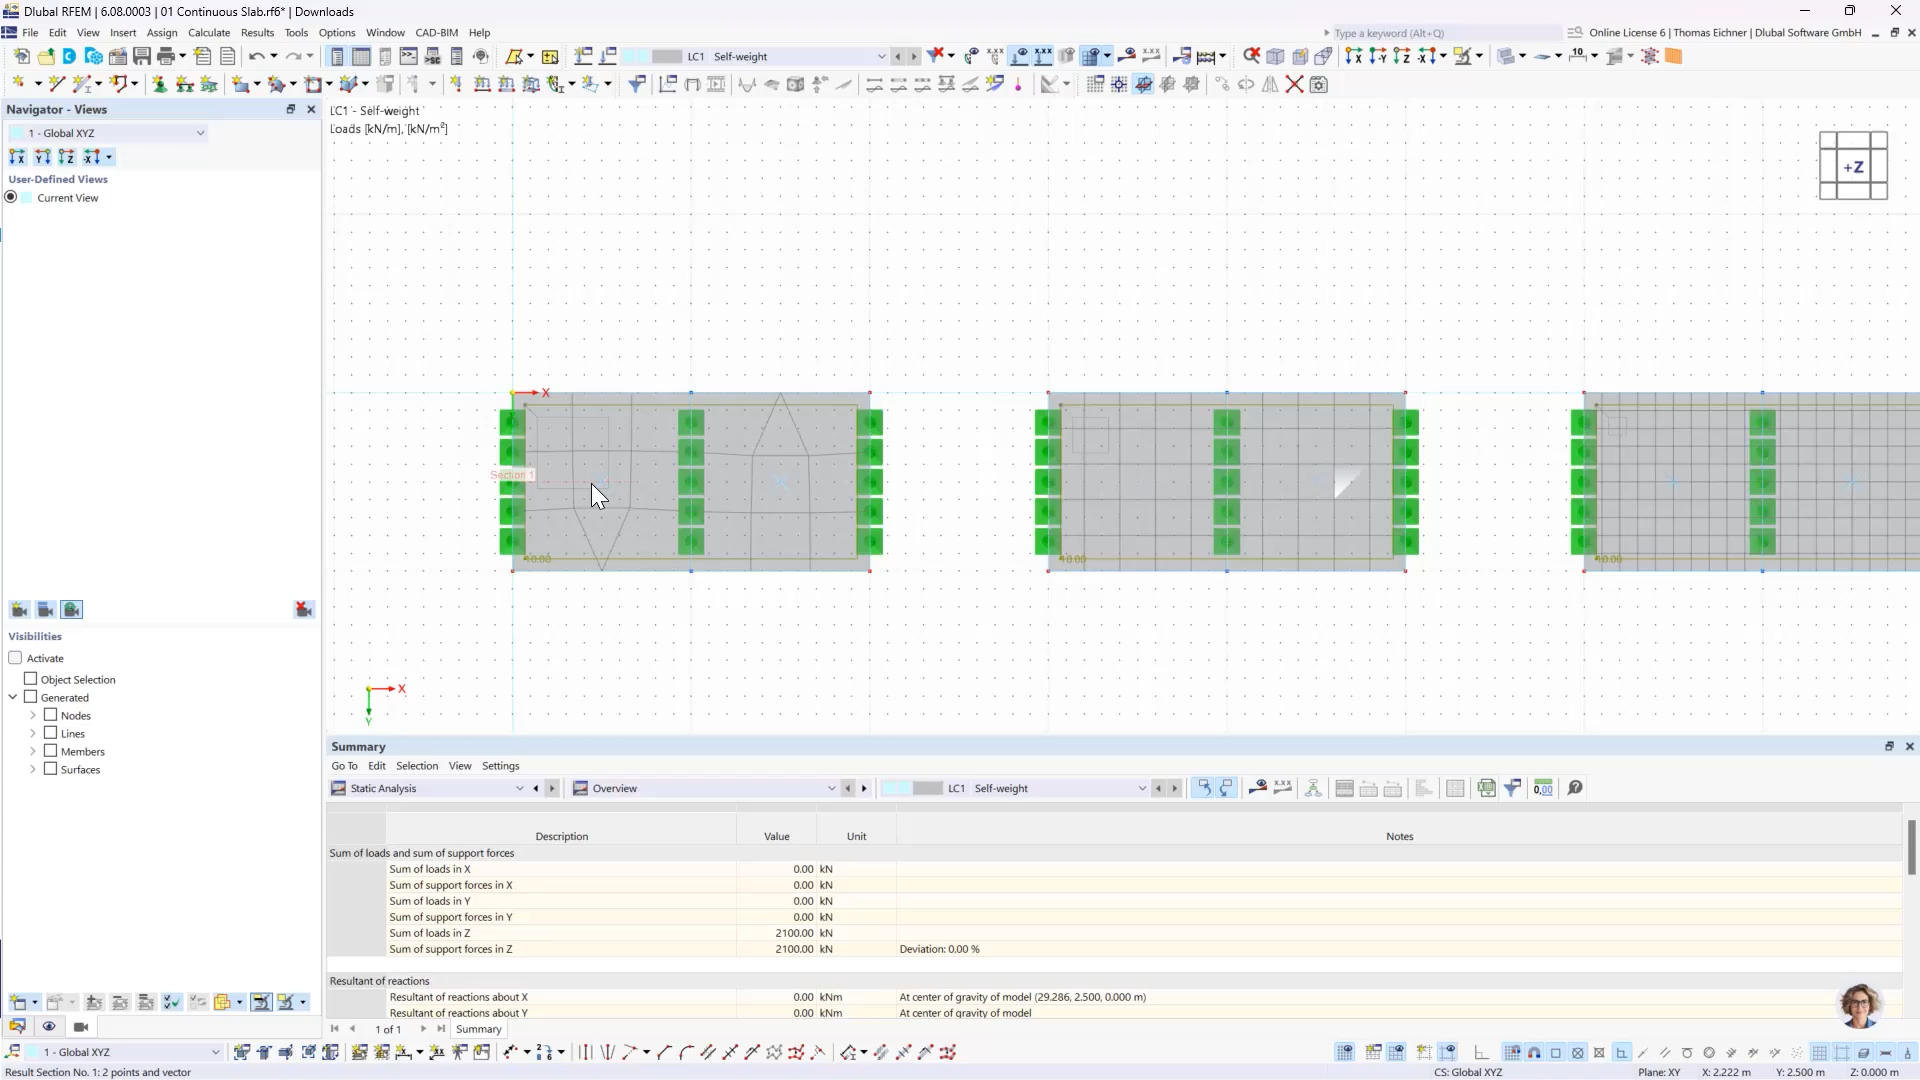 Dlubal RFEM | 6.08.0003 | 01 Continuous Slab.rf6* | Downloads
File Edit View Insert Assign Calculate Results Tools Options Window CAD-BIM Help
Type a keyword (Alt+Q)
Online License 6 | Thomas Eichner | Dlubal Software GmbH
LC1 Self-weight
Navigator - Views
1 - Global XYZ
User-Defined Views
Current View
LC1 - Self-weight
Loads [kN/m], [kN/m²]
+Z
X
Section 1
10.00
10.00
10.00
X
Y
Visibilities
Activate
Object Selection
Generated
Nodes
Lines
Members
Surfaces
Summary
Go To Edit Selection View Settings
Static Analysis Overview LC1 Self-weight
Description Value Unit Notes
Sum of loads and sum of support forces
Sum of loads in X 0.00 kN
Sum of support forces in X 0.00 kN
Sum of loads in Y 0.00 kN
Sum of support forces in Y 0.00 kN
Sum of loads in Z 2100.00 kN
Sum of support forces in Z 2100.00 kN Deviation: 0.00 %
Resultant of reactions
Resultant of reactions about X 0.00 kNm At center of gravity of model (29.286, 2.500, 0.000 m)
Resultant of reactions about Y 0.00 kNm At center of gravity of model
1 of 1 Summary
1 - Global XYZ
Result Section No. 1: 2 points and vector
CS: Global XYZ Plane: XY X: 2.222 m Y: 2.500 m Z: 0.000 m